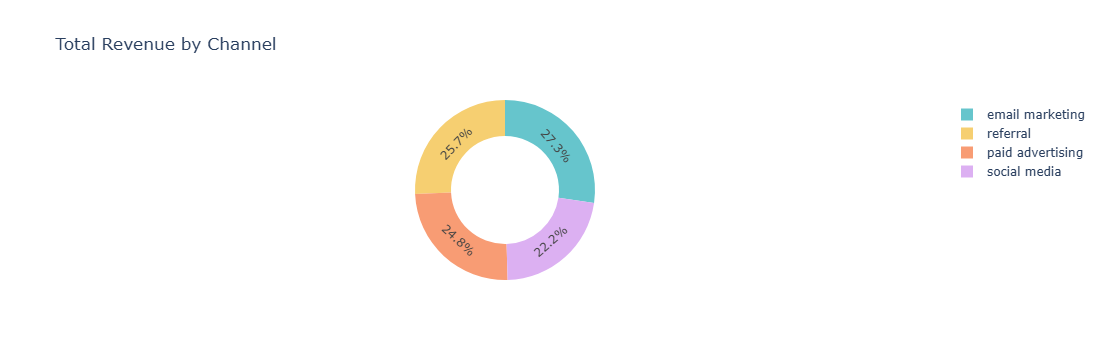 Total Revenue by Channel
email marketing
referral
paid advertising
social media
25.7%
27.3%
24.8%
22.2%